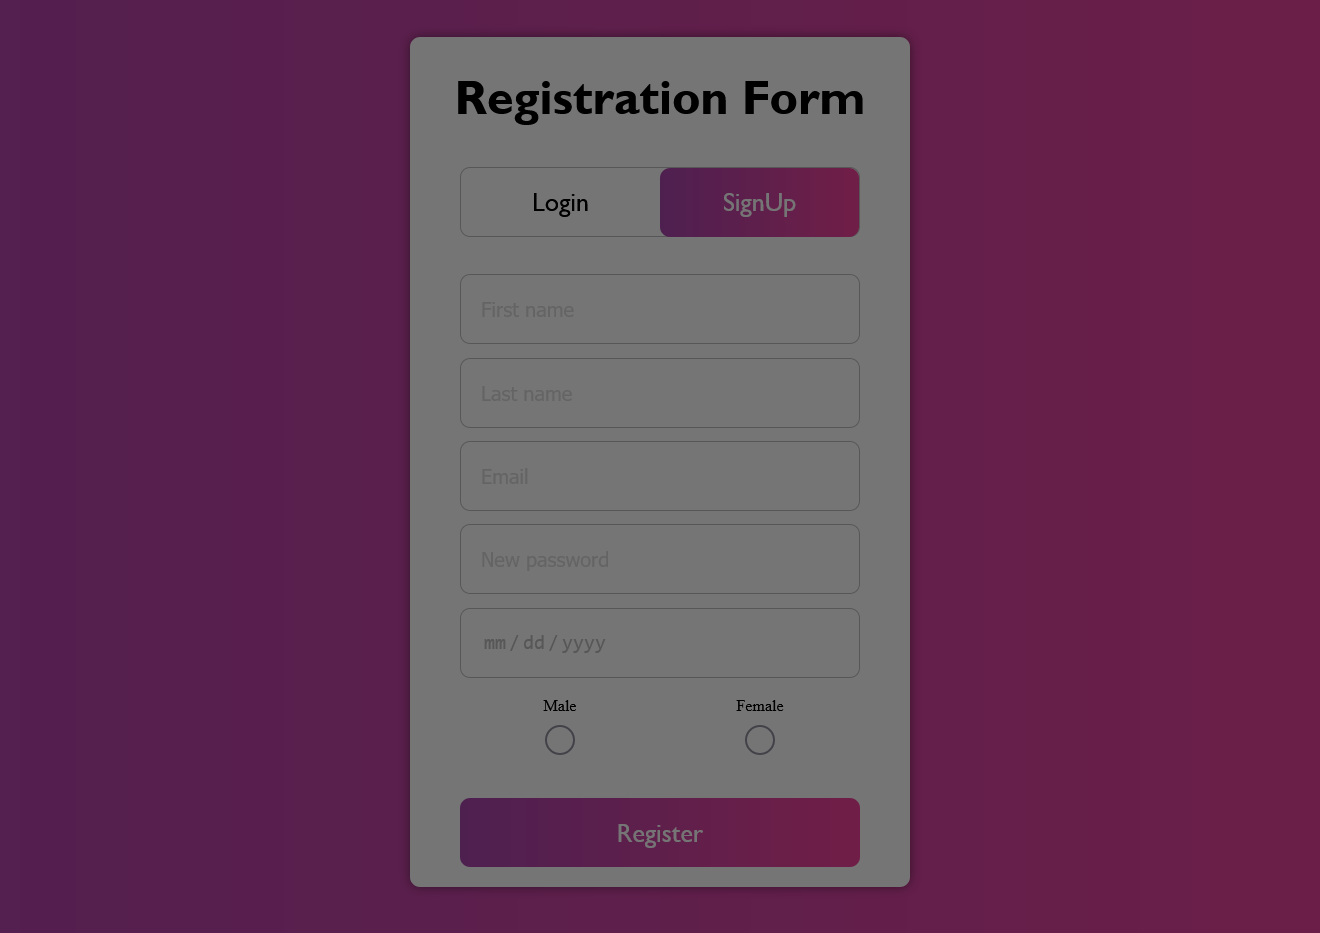 Registration Form
Login
SignUp
First name
Last name
Email
New password
mm / dd / yyyy
Male
Female
Register